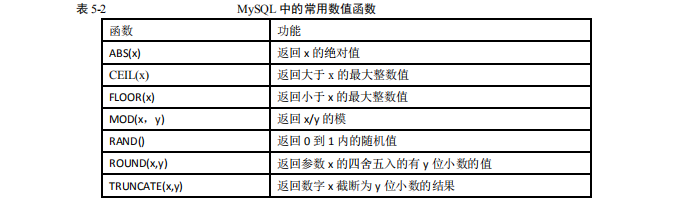 表 5-2 MySQL 中的常用数值函数
函数 功能
ABS(x) 返回 x 的绝对值
CEIL(x) 返回大于 x 的最大整数值
FLOOR(x) 返回小于 x 的最大整数值
MOD(x，y) 返回 x/y 的模
RAND() 返回 0 到 1 内的随机值
ROUND(x,y) 返回参数 x 的四舍五入的有 y 位小数的值
TRUNCATE(x,y) 返回数字 x 截断为 y 位小数的结果